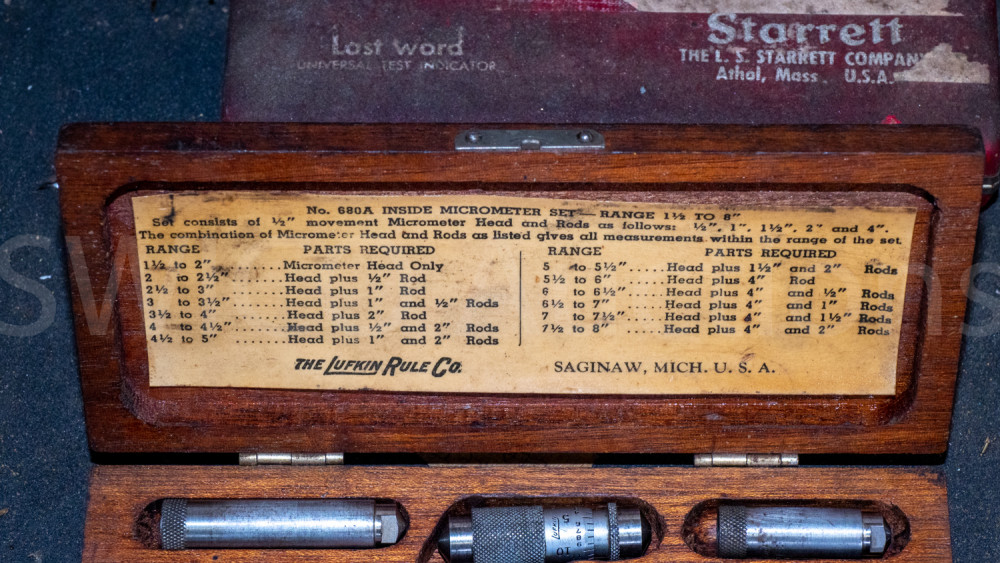 Last word
UNIVERSAL TEST INDICATOR
Starrett
THE L. S. STARRETT COMPANY
Athol, Mass. U.S.A.
No. 680A INSIDE MICROMETER SET—RANGE 1½ TO 8"
Set consists of ½" movement Micrometer Head and Rods as follows: ½", 1", 1½", 2" and 4".
The combination of Micrometer Head and Rods as listed gives all measurements within the range of the set
RANGE PARTS REQUIRED
1½ to 2"........Micrometer Head Only
2 to 2½"........Head plus ½" Rod
2½ to 3"........Head plus 1" Rod
3 to 3½"........Head plus 1" and ½" Rods
3½ to 4"........Head plus 2" Rod
4 to 4½"........Head plus ½" and 2" Rods
4½ to 5"........Head plus 1" and 2" Rods
RANGE PARTS REQUIRED
5 to 5½".....Head plus 1½" and 2" Rods
5½ to 6".....Head plus 4" Rod
6 to 6½".....Head plus 4" and ½" Rods
6½ to 7".....Head plus 4" and 1" Rods
7 to 7½".....Head plus 4" and 1½" Rods
7½ to 8".....Head plus 4" and 2" Rods
THE LUFKIN RULE CO.
SAGINAW, MICH. U. S. A.
LUFKIN